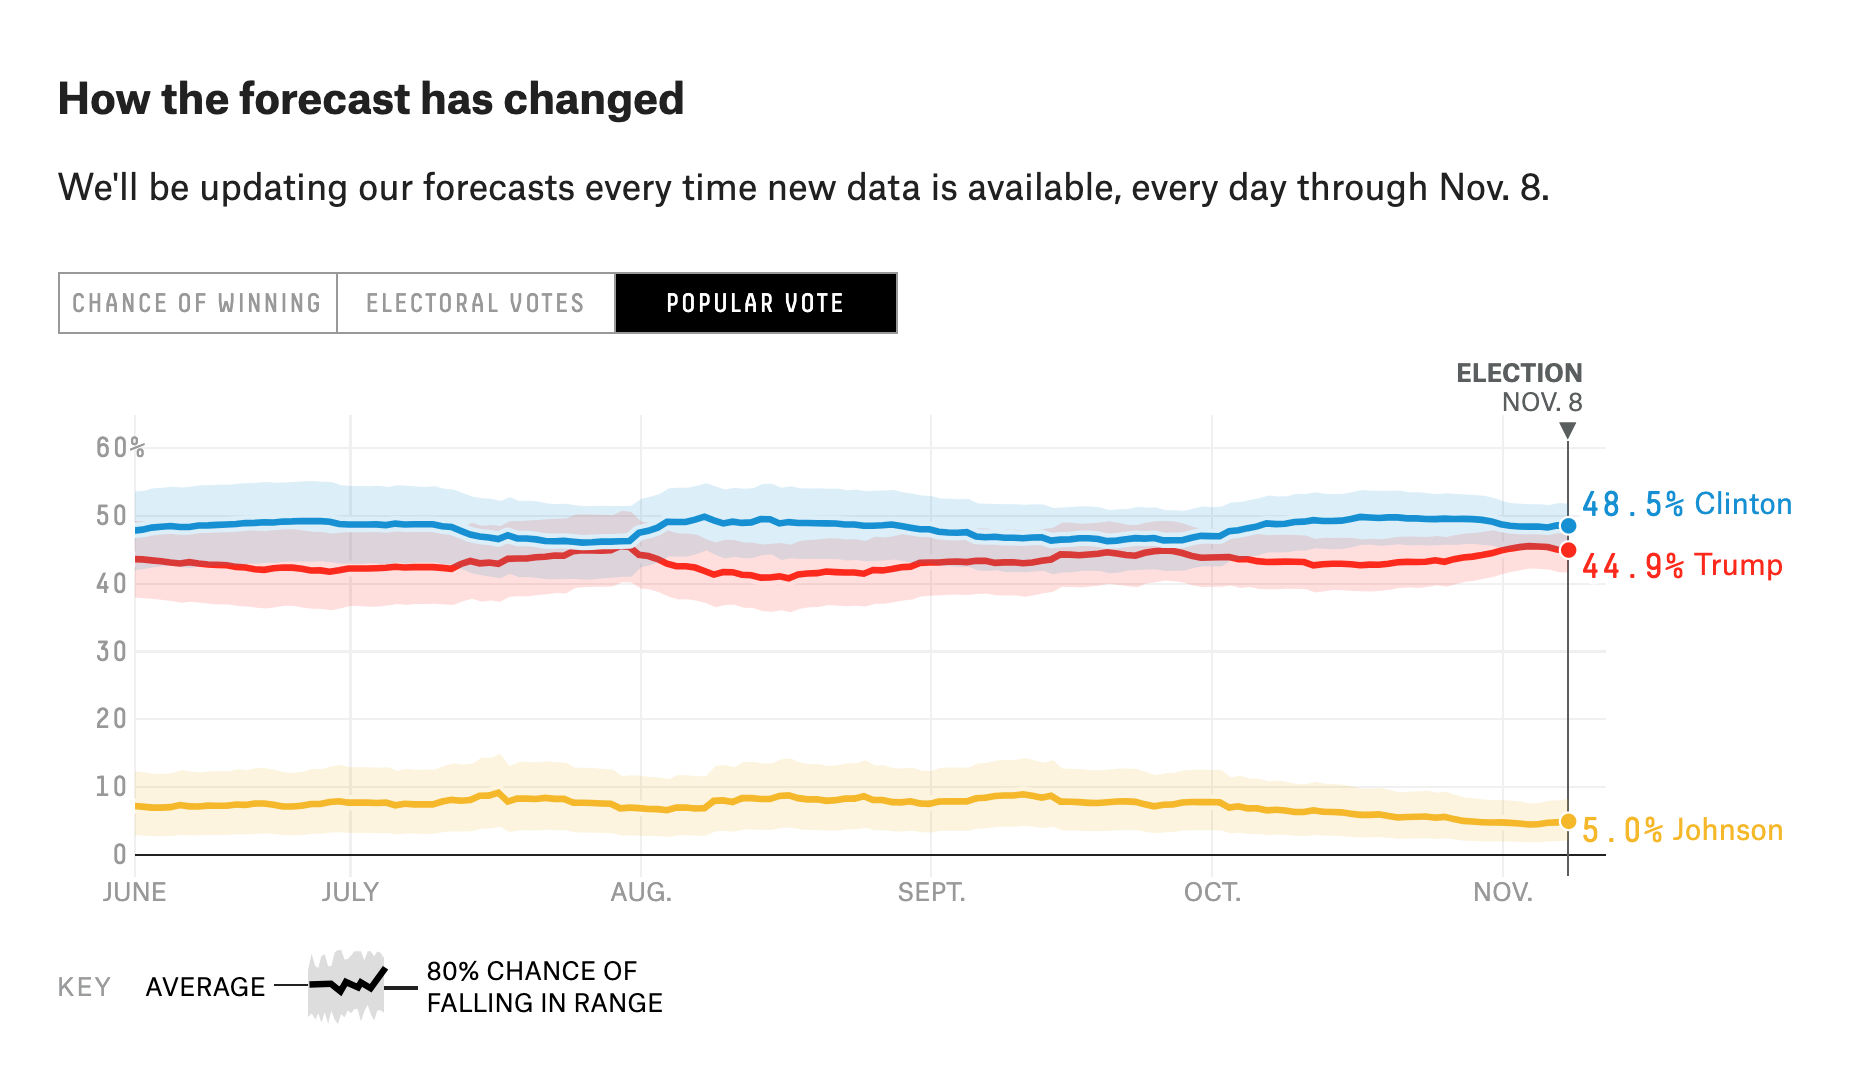 How the forecast has changed
We'll be updating our forecasts every time new data is available, every day through Nov. 8.
CHANCE OF WINNING
ELECTORAL VOTES
POPULAR VOTE
ELECTION
NOV. 8
60%
50
40
30
20
10
0
48.5% Clinton
44.9% Trump
5.0% Johnson
JUNE
JULY
AUG.
SEPT.
OCT.
NOV.
KEY
AVERAGE
80% CHANCE OF
FALLING IN RANGE